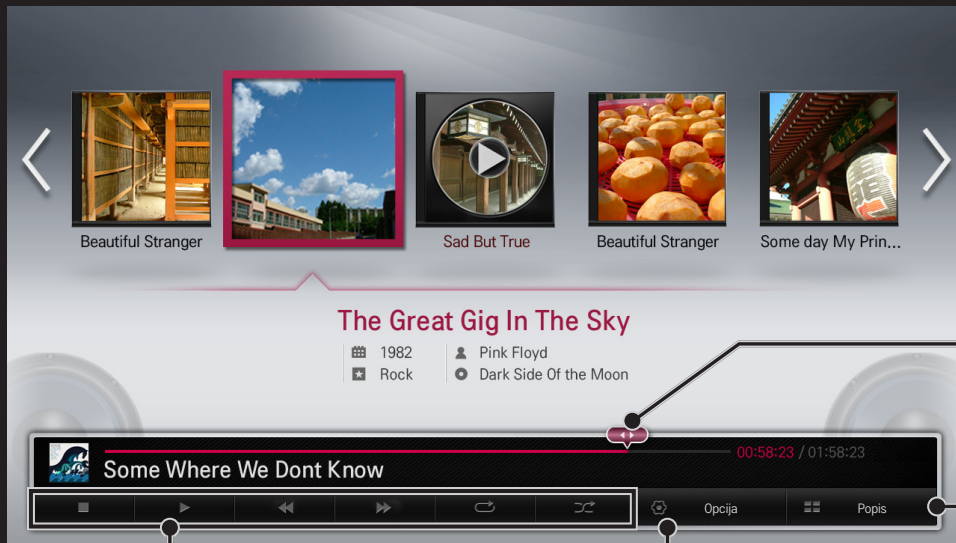 Beautiful Stranger
Sad But True
Beautiful Stranger
Some day My Prin...
The Great Gig In The Sky
1982
Pink Floyd
Rock
Dark Side Of the Moon
00:58:23 / 01:58:23
Some Where We Dont Know
Opcija
Popis